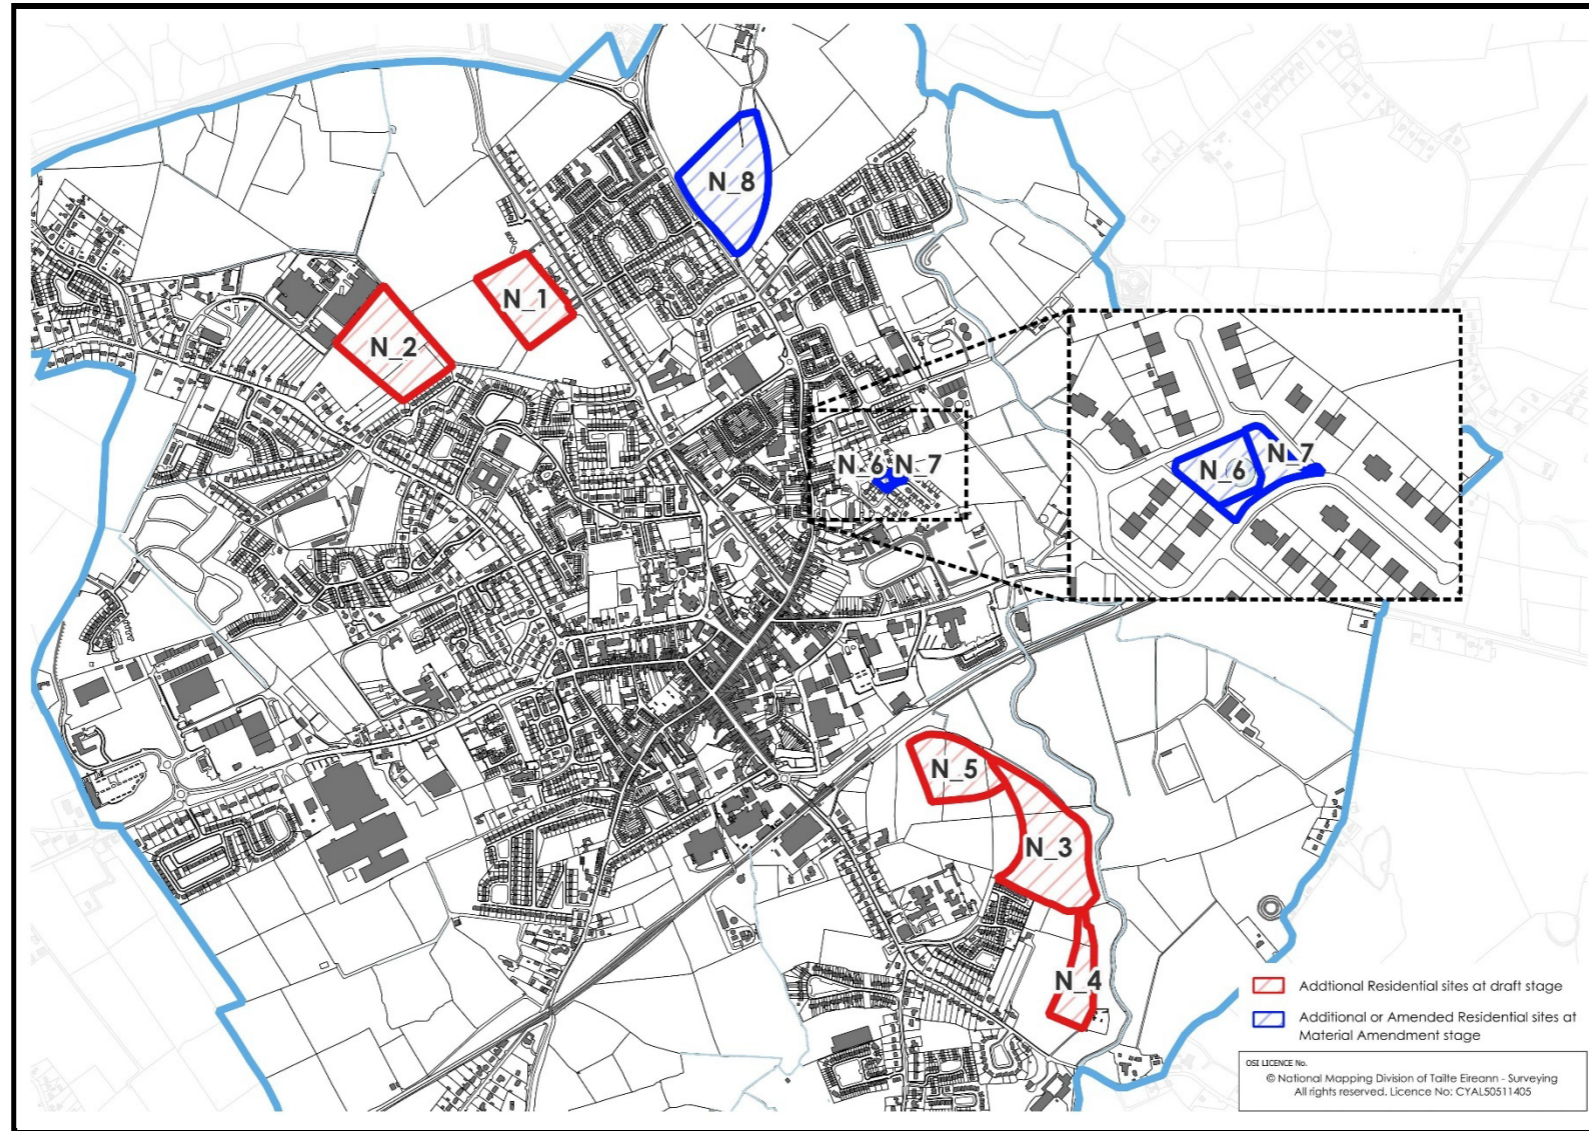 N_8
N_1
N_2
N_6 N_7
N_6
N_7
N_5
N_3
N_4
Addtional Residential sites at draft stage
Additional or Amended Residential sites at
Material Amendment stage
OSI LICENCE No.
© National Mapping Division of Tailte Eireann - Surveying
All rights reserved. Licence No: CYAL50511405